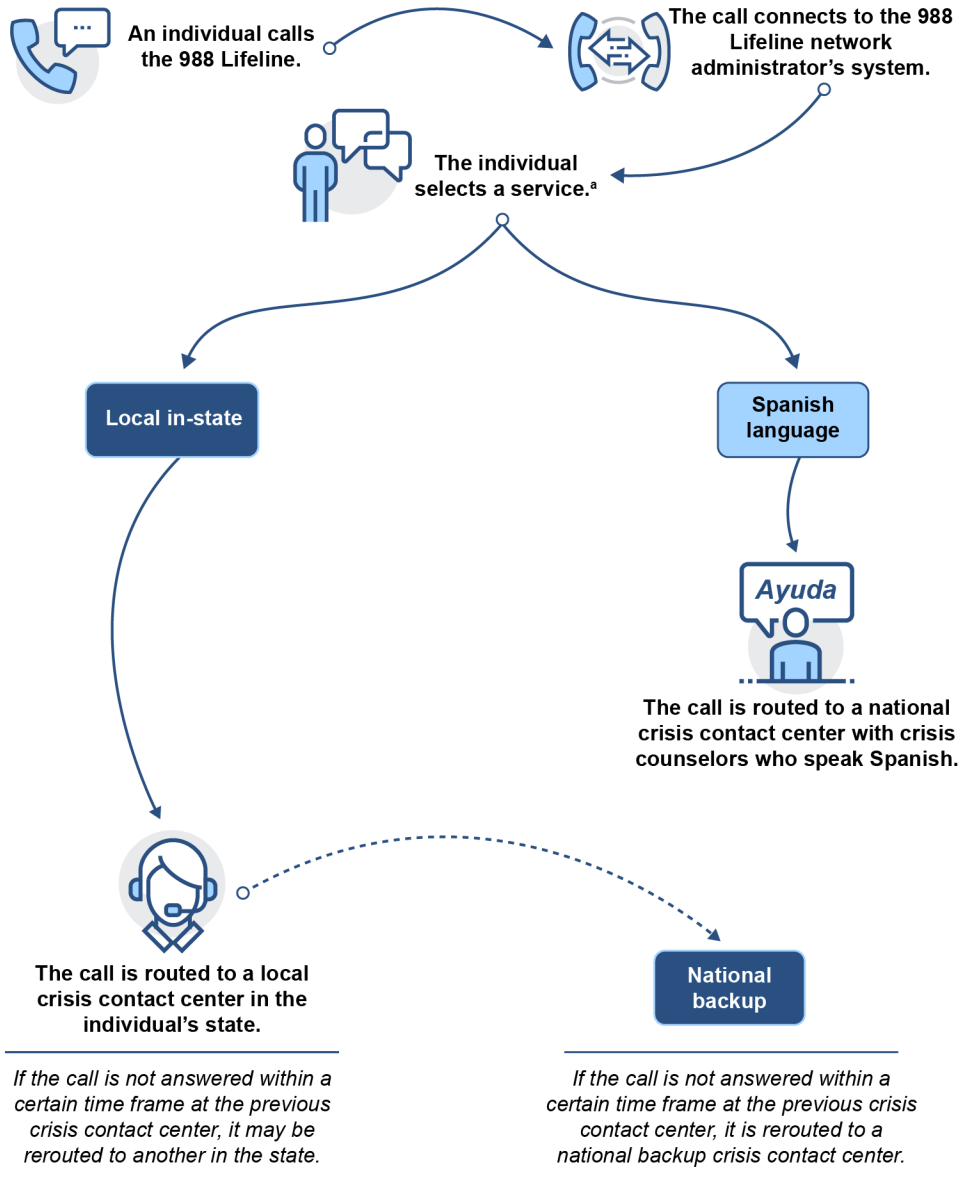 ...
An individual calls
the 988 Lifeline.
The call connects to the 988
Lifeline network
administrator’s system.
The individual
selects a service.ª
Local in-state
Spanish
language
Ayuda
The call is routed to a national
crisis contact center with crisis
counselors who speak Spanish.
The call is routed to a local
crisis contact center in the
individual’s state.
National
backup
If the call is not answered within a
certain time frame at the previous
crisis contact center, it may be
rerouted to another in the state.
If the call is not answered within a
certain time frame at the previous crisis
contact center, it is rerouted to a
national backup crisis contact center.